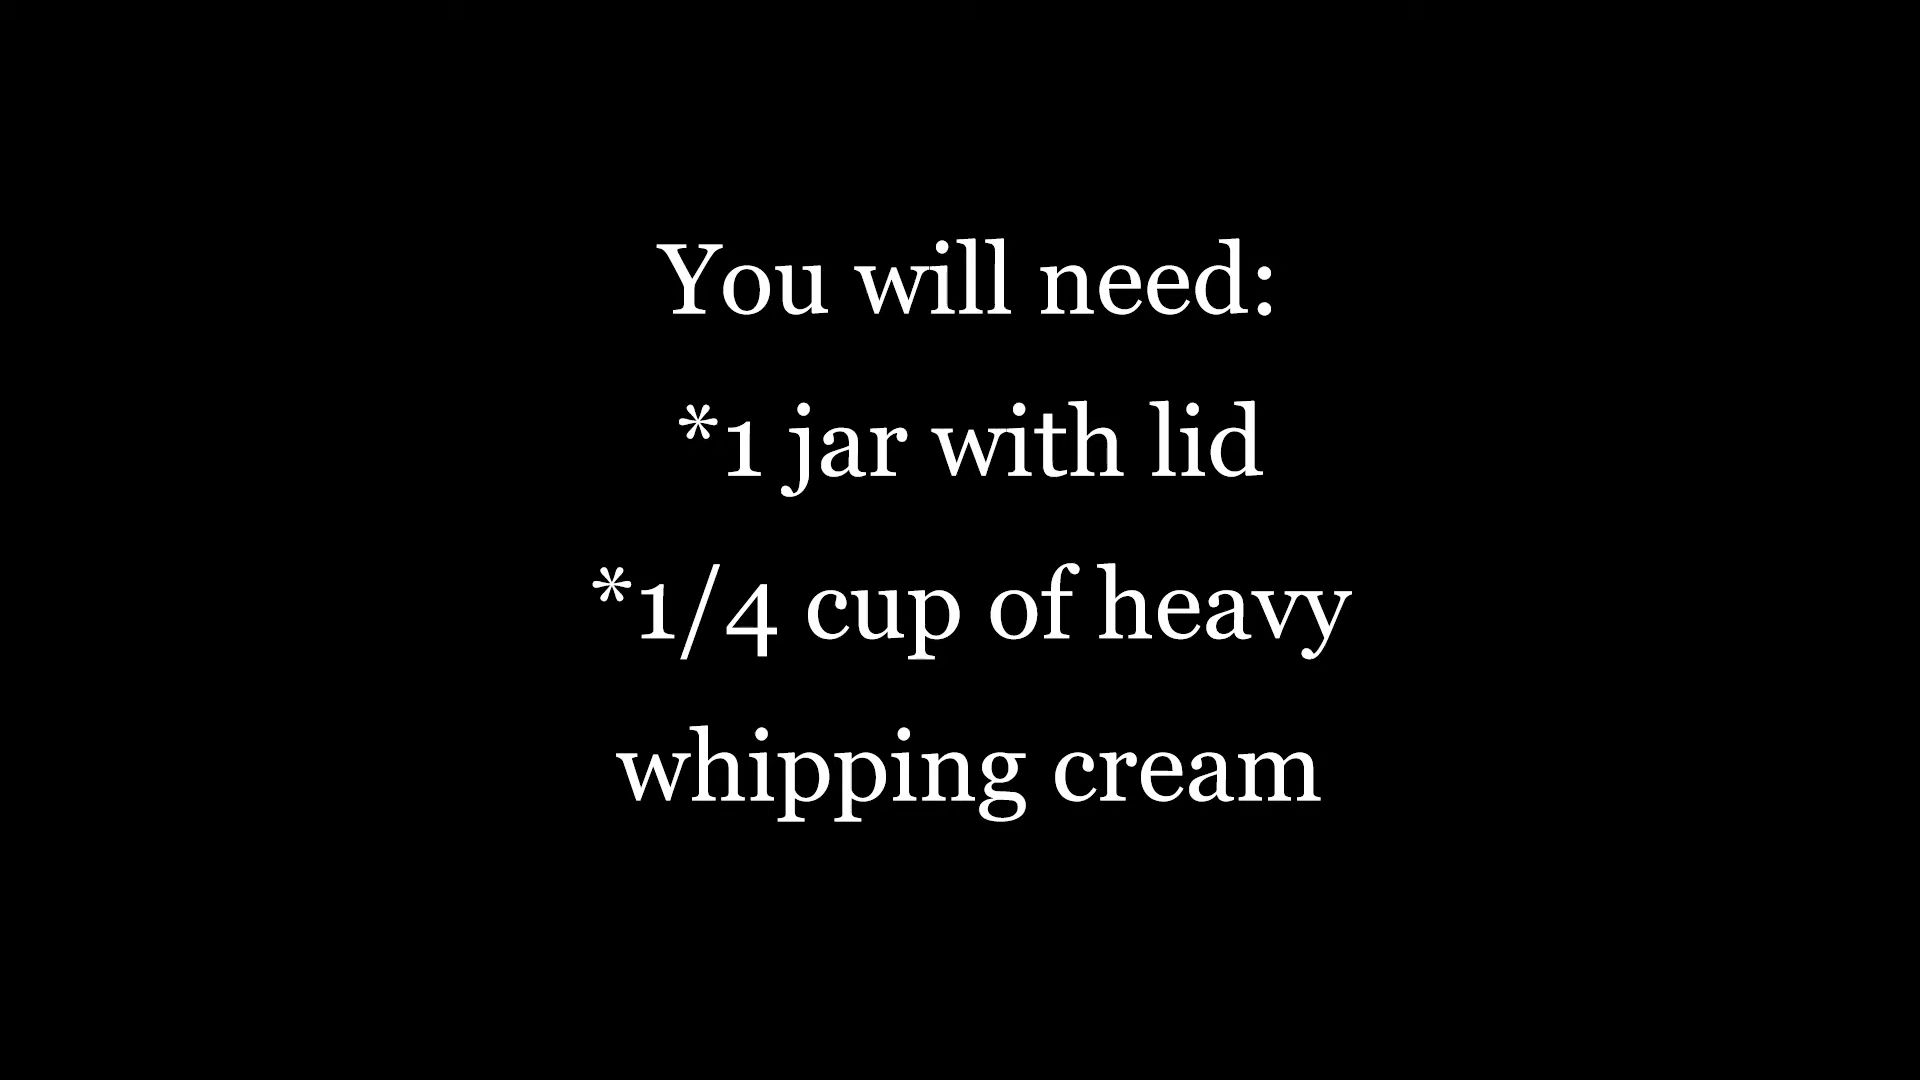 You will need:
*1 jar with lid
*1/4 cup of heavy
whipping cream